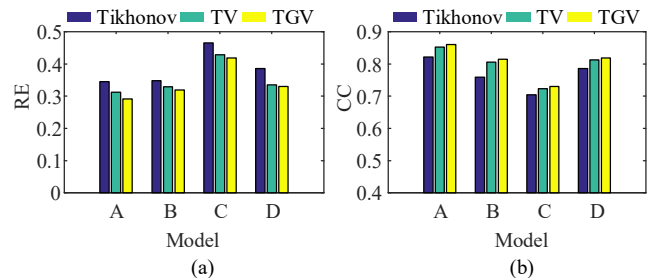 Tikhonov TV TGV
0.5
0.4
0.3
0.2
0.1
0
RE
A B C D
Model
(a)
Tikhonov TV TGV
0.9
0.8
0.7
0.6
0.5
0.4
CC
A B C D
Model
(b)